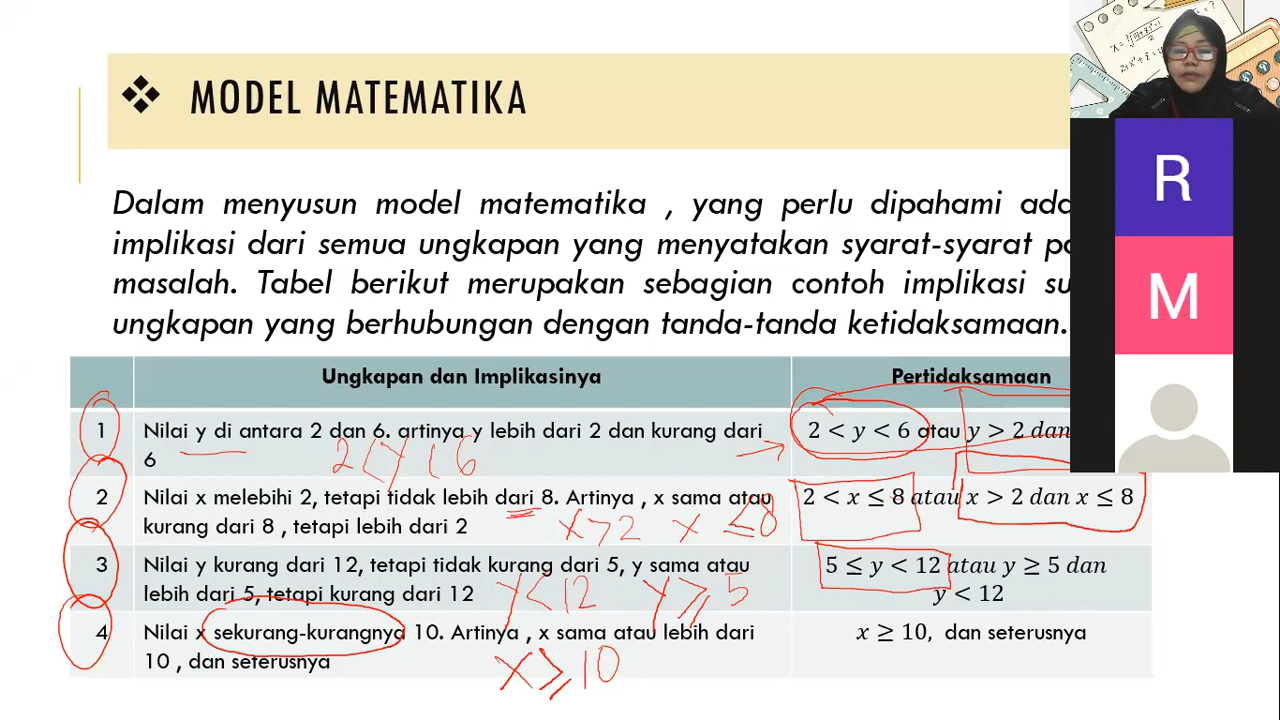 MODEL MATEMATIKA
Dalam menyusun model matematika , yang perlu dipahami
implikasi dari semua ungkapan yang menyatakan syarat-syarat
masalah. Tabel berikut merupakan sebagian contoh implikasi
ungkapan yang berhubungan dengan tanda-tanda ketidaksamaan.
Ungkapan dan Implikasinya
Pertidaksamaan
1
Nilai y di antara 2 dan 6. artinya y lebih dari 2 dan kurang dari
6
2 < y < 6
2 < y < 6 atau y > 2 dan
2
Nilai x melebihi 2, tetapi tidak lebih dari 8. Artinya , x sama atau
kurang dari 8 , tetapi lebih dari 2
x > 2 x ≤ 8
2 < x ≤ 8 atau x > 2 dan x ≤ 8
3
Nilai y kurang dari 12, tetapi tidak kurang dari 5, y sama atau
lebih dari 5, tetapi kurang dari 12
y < 12 y ≥ 5
5 ≤ y < 12 atau y ≥ 5 dan
y < 12
4
Nilai x sekurang-kurangnya 10. Artinya , x sama atau lebih dari
10 , dan seterusnya
x ≥ 10
x ≥ 10, dan seterusnya
R
M